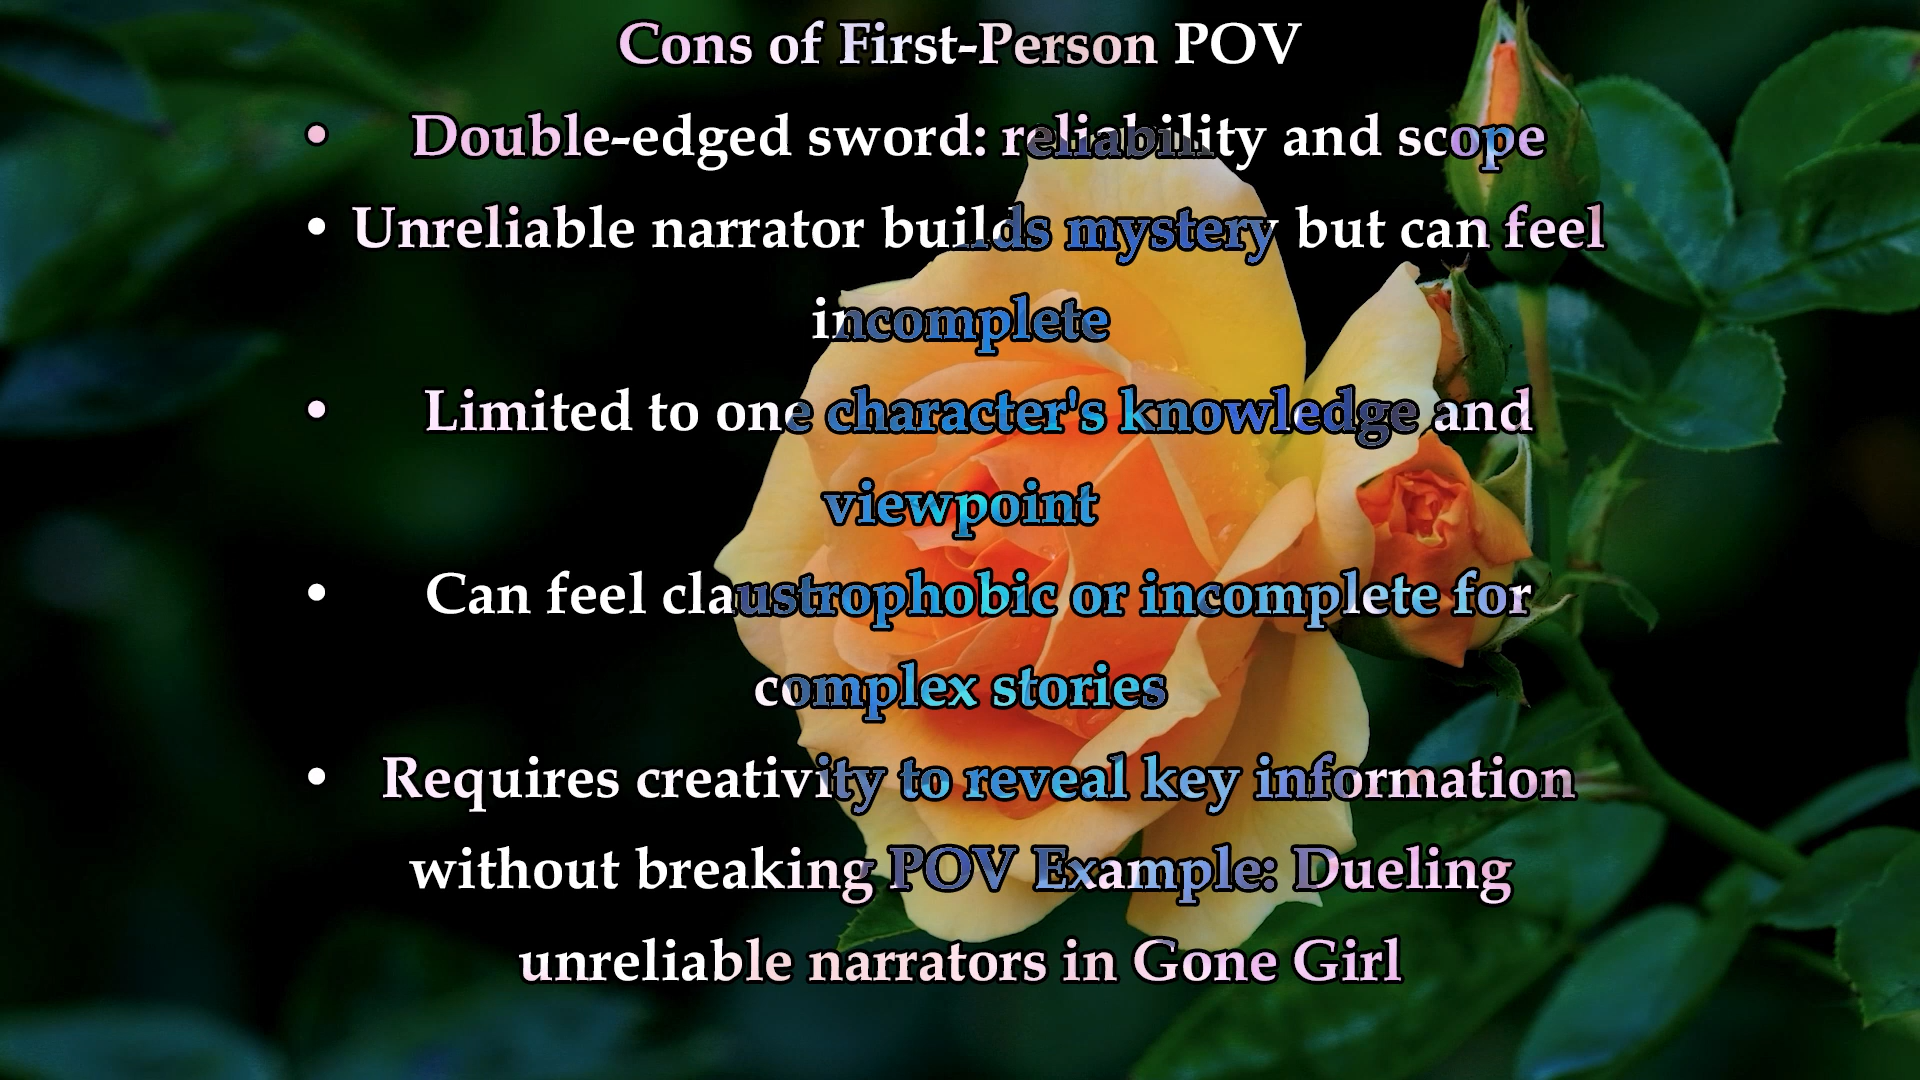 Cons of First-Person POV
• Double-edged sword: reliability and scope
• Unreliable narrator builds mystery but can feel
incomplete
• Limited to one character's knowledge and
viewpoint
• Can feel claustrophobic or incomplete for
complex stories
• Requires creativity to reveal key information
without breaking POV Example: Dueling
unreliable narrators in Gone Girl